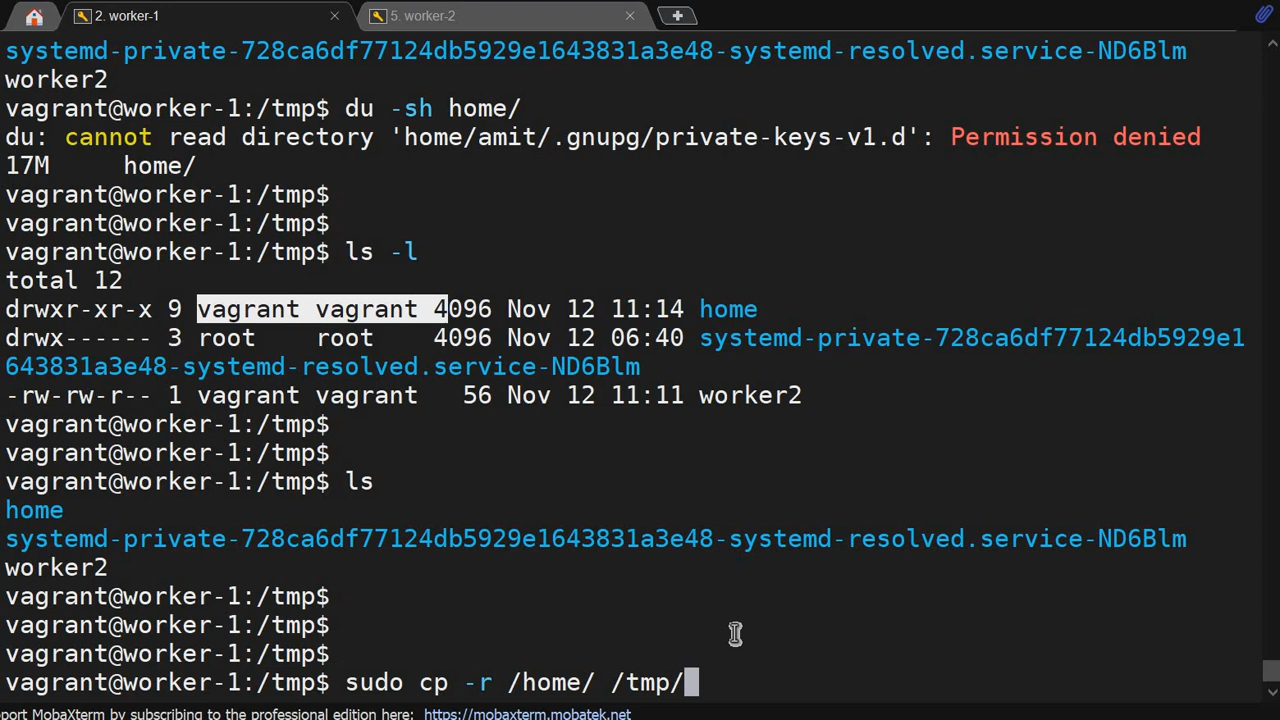 2. worker-1
5. worker-2
systemd-private-728ca6df77124db5929e1643831a3e48-systemd-resolved.service-ND6Blm
worker2
vagrant@worker-1:/tmp$ du -sh home/
du: cannot read directory 'home/amit/.gnupg/private-keys-v1.d': Permission denied
17M     home/
vagrant@worker-1:/tmp$
vagrant@worker-1:/tmp$
vagrant@worker-1:/tmp$ ls -l
total 12
drwxr-xr-x 9 vagrant vagrant 4096 Nov 12 11:14 home
drwx------ 3 root    root    4096 Nov 12 06:40 systemd-private-728ca6df77124db5929e1
643831a3e48-systemd-resolved.service-ND6Blm
-rw-rw-r-- 1 vagrant vagrant   56 Nov 12 11:11 worker2
vagrant@worker-1:/tmp$
vagrant@worker-1:/tmp$
vagrant@worker-1:/tmp$ ls
home
systemd-private-728ca6df77124db5929e1643831a3e48-systemd-resolved.service-ND6Blm
worker2
vagrant@worker-1:/tmp$
vagrant@worker-1:/tmp$
vagrant@worker-1:/tmp$
vagrant@worker-1:/tmp$ sudo cp -r /home/ /tmp/
port MobaXterm by subscribing to the professional edition here: https://mobaxterm.mobatek.net